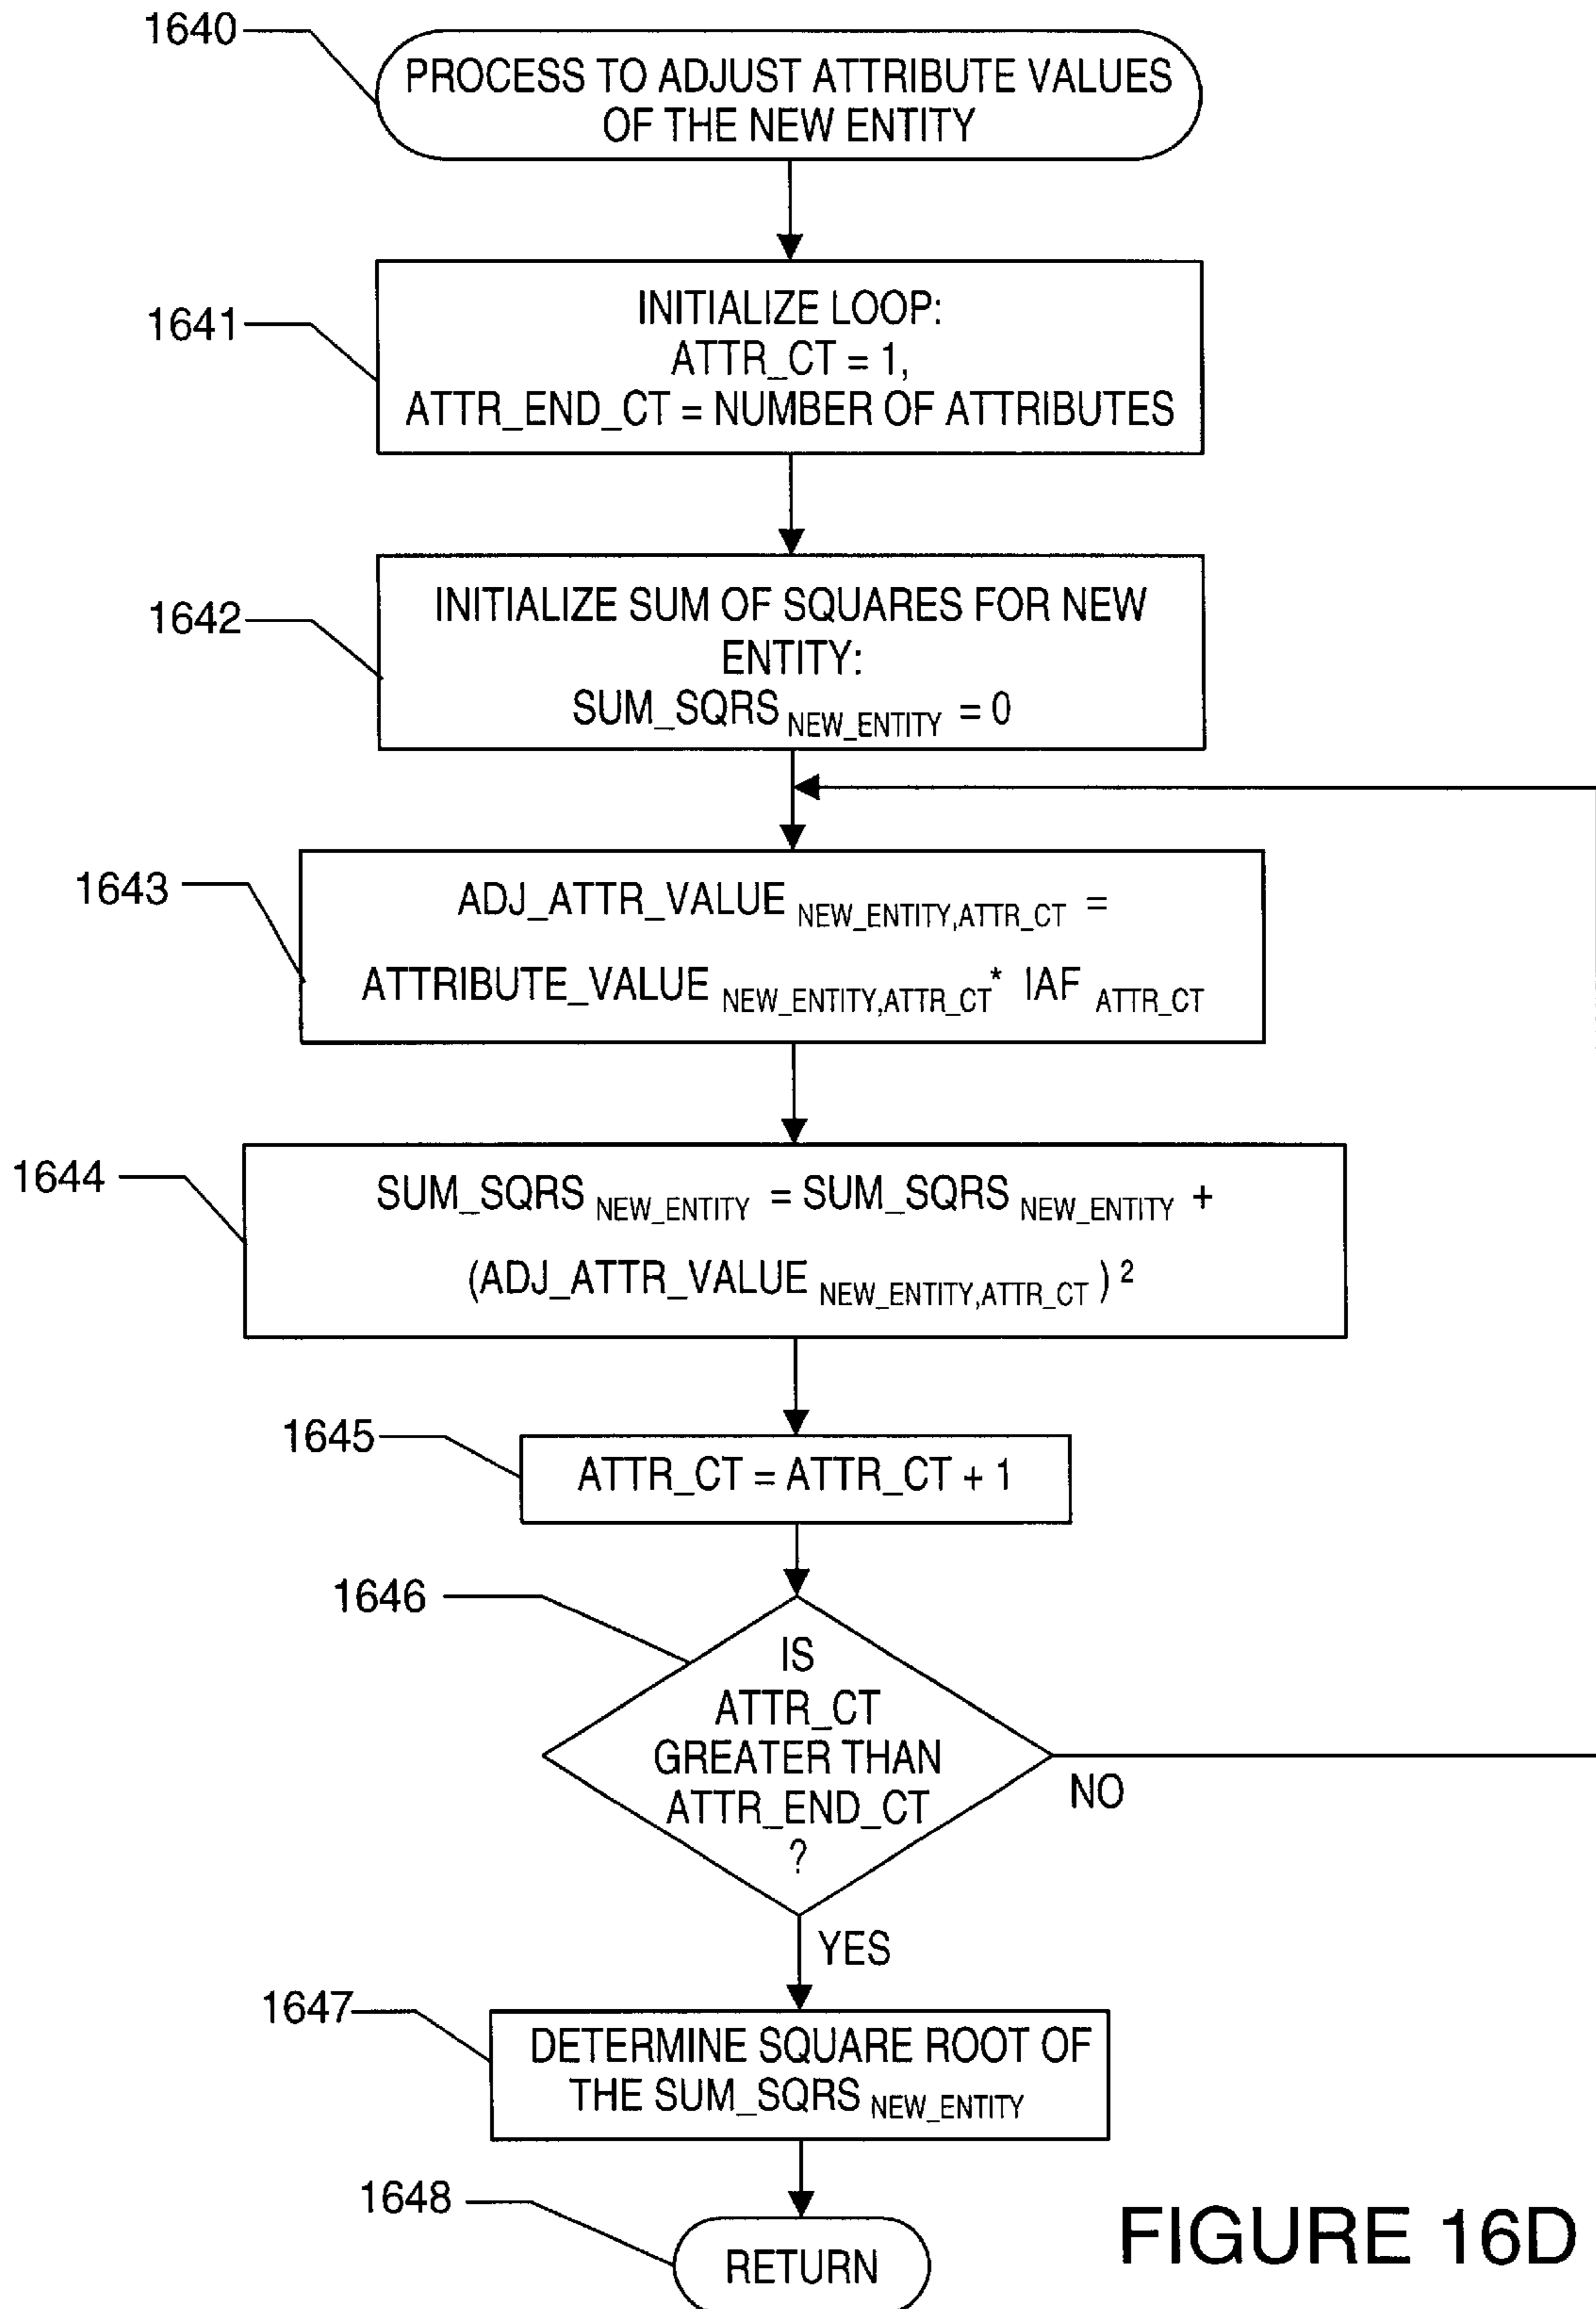 1640
PROCESS TO ADJUST ATTRIBUTE VALUES
OF THE NEW ENTITY
1641
INITIALIZE LOOP:
ATTR_CT = 1,
ATTR_END_CT = NUMBER OF ATTRIBUTES
1642
INITIALIZE SUM OF SQUARES FOR NEW
ENTITY:
SUM_SQRS NEW_ENTITY = 0
1643
ADJ_ATTR_VALUE NEW_ENTITY,ATTR_CT =
ATTRIBUTE_VALUE NEW_ENTITY,ATTR_CT * IAF ATTR_CT
1644
SUM_SQRS NEW_ENTITY = SUM_SQRS NEW_ENTITY +
(ADJ_ATTR_VALUE NEW_ENTITY,ATTR_CT ) 2
1645
ATTR_CT = ATTR_CT + 1
1646
IS
ATTR_CT
GREATER THAN
ATTR_END_CT
?
NO
YES
1647
DETERMINE SQUARE ROOT OF
THE SUM_SQRS NEW_ENTITY
1648
RETURN
FIGURE 16D